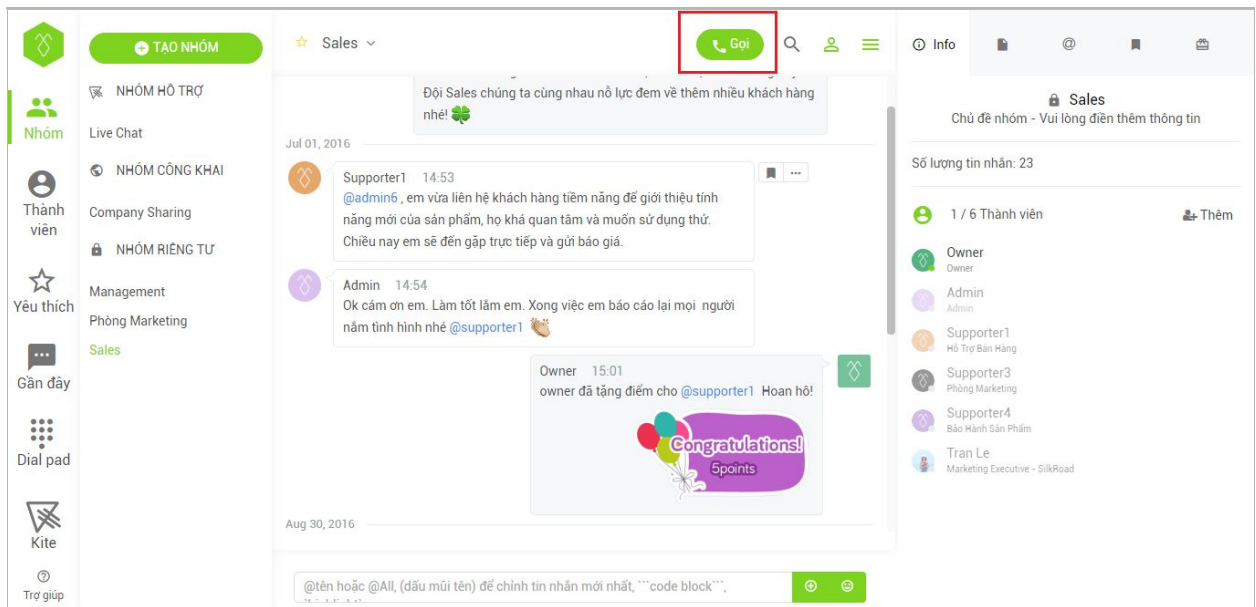 Nhóm
Thành
viên
Yêu thích
Gần đây
Dial pad
Kite
Trợ giúp
TẠO NHÓM
NHÓM HỖ TRỢ
Live Chat
NHÓM CÔNG KHAI
Company Sharing
NHÓM RIÊNG TƯ
Management
Phòng Marketing
Sales
Sales
Gọi
Đội Sales chúng ta cùng nhau nỗ lực đem về thêm nhiều khách hàng
nhé!
Jul 01, 2016
Supporter1 14:53
@admin6 , em vừa liên hệ khách hàng tiềm năng để giới thiệu tính
năng mới của sản phẩm, họ khá quan tâm và muốn sử dụng thử.
Chiều nay em sẽ đến gặp trực tiếp và gửi báo giá.
Admin 14:54
Ok cám ơn em. Làm tốt lắm em. Xong việc em báo cáo lại mọi người
nắm tình hình nhé @supporter1
Owner 15:01
owner đã tặng điểm cho @supporter1 Hoan hô!
Congratulations!
5points
Aug 30, 2016
@tên hoặc @All, (dấu mũi tên) để chỉnh tin nhắn mới nhất, ```code block```,
Info
@
Sales
Chủ đề nhóm - Vui lòng điền thêm thông tin
Số lượng tin nhắn: 23
1 / 6 Thành viên
Thêm
Owner
Owner
Admin
Admin
Supporter1
Hỗ Trợ Bán Hàng
Supporter3
Phòng Marketing
Supporter4
Bảo Hành Sản Phẩm
Tran Le
Marketing Executive - SilkRoad